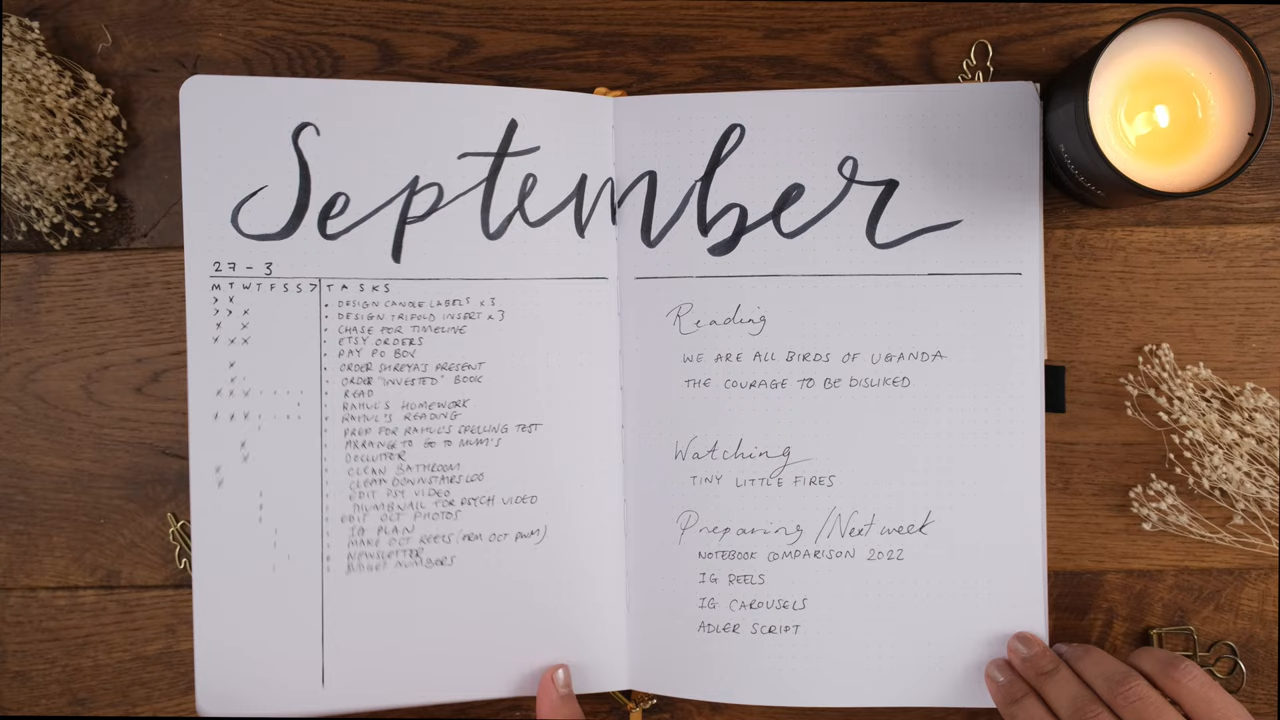 September
27 - 3
M T W T F S S > TASKS
DESIGN CANDLE LABELS x 3
DESIGN TRIFOLD INSERT x 3
CHASE FOR TIMELINE
ETSY ORDERS
PAY PO BOX
ORDER SHREYA'S PRESENT
ORDER "INVESTED" BOOK
READ
RAHUL'S HOMEWORK
RAHUL'S READING
PREP FOR RAHUL'S SPELLING TEST
ARRANGE TO GO TO MUM'S
DECLUTTER
CLEAN BATHROOM
CLEAN DOWNSTAIRS LOO
EDIT PSY VIDEO
THUMBNAIL FOR PSYCH VIDEO
EDIT OCT PHOTOS
IG PLAN
MAKE OCT REELS (FRM OCT PWM)
NEWSLETTER
BUDGET NUMBERS
Reading
WE ARE ALL BIRDS OF UGANDA
THE COURAGE TO BE DISLIKED
Watching
TINY LITTLE FIRES
Preparing/Next week
NOTEBOOK COMPARISON 2022
IG REELS
IG CAROUSELS
ADLER SCRIPT